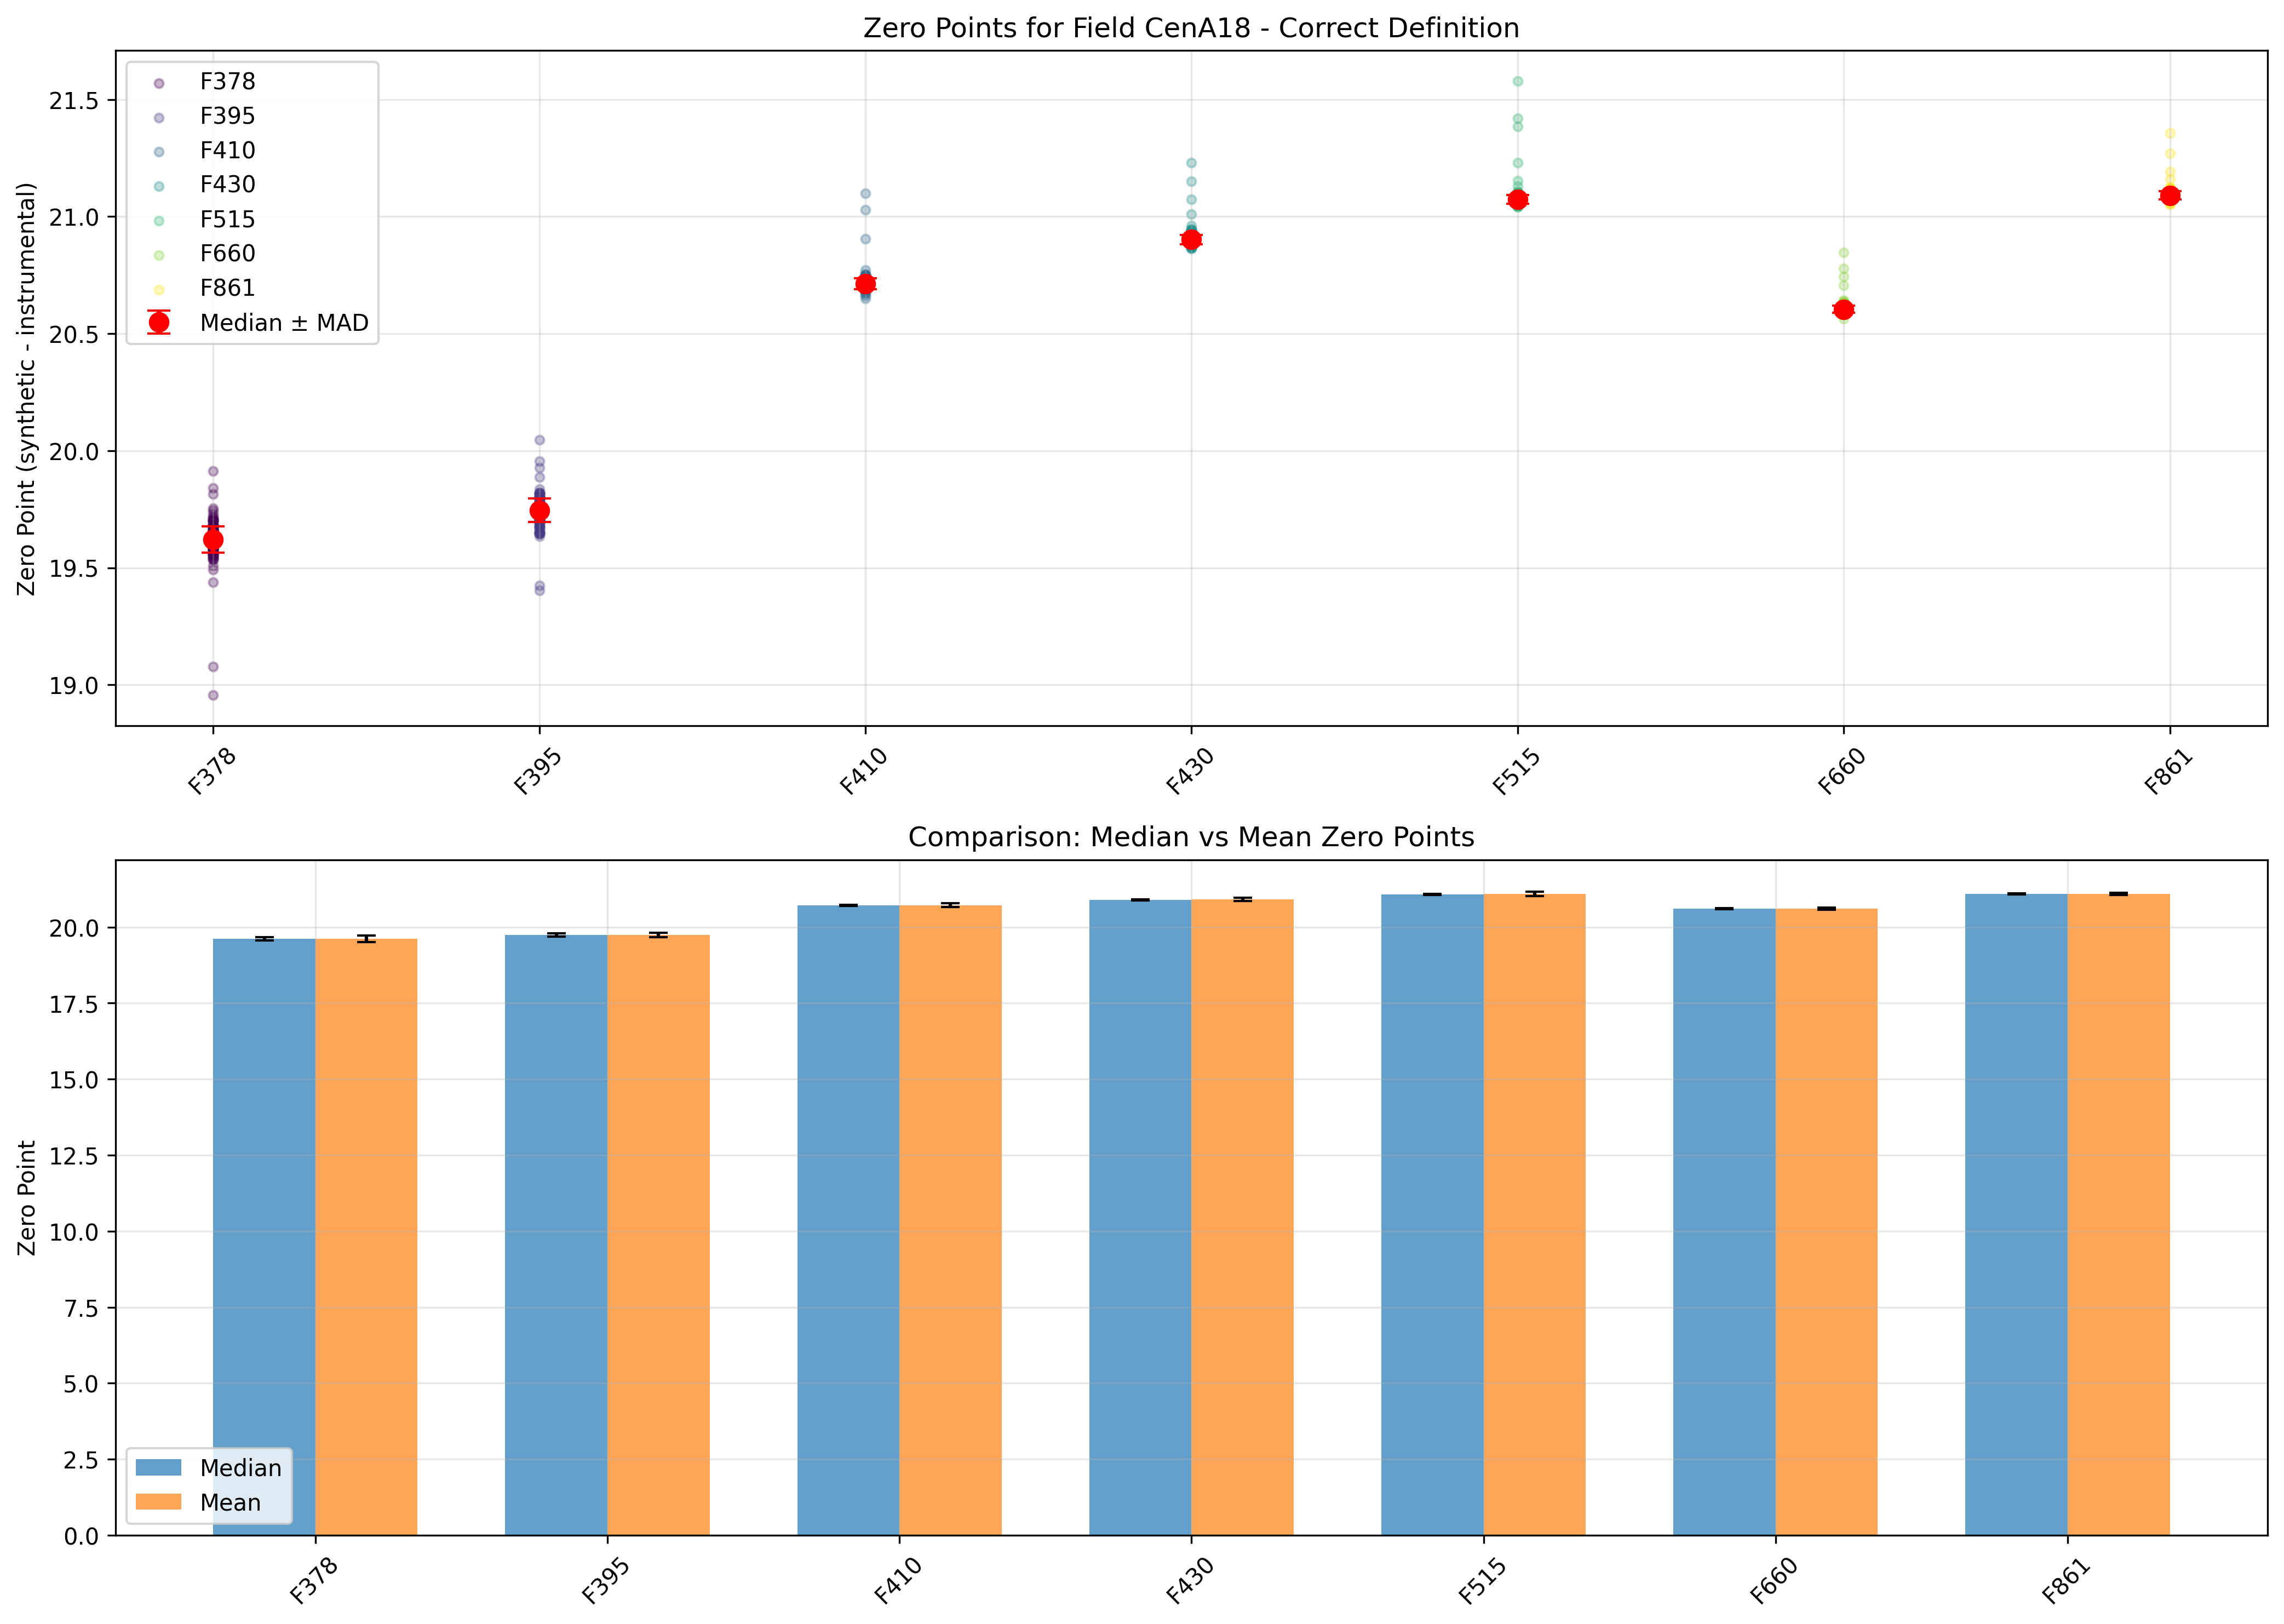 Zero Points for Field CenA18 - Correct Definition
Zero Point (synthetic - instrumental)
21.5
21.0
20.5
20.0
19.5
19.0
F378
F395
F410
F430
F515
F660
F861
Median ± MAD
F378
F395
F410
F430
F515
F660
F861
Comparison: Median vs Mean Zero Points
Zero Point
20.0
17.5
15.0
12.5
10.0
7.5
5.0
2.5
0.0
Median
Mean
F378
F395
F410
F430
F515
F660
F861